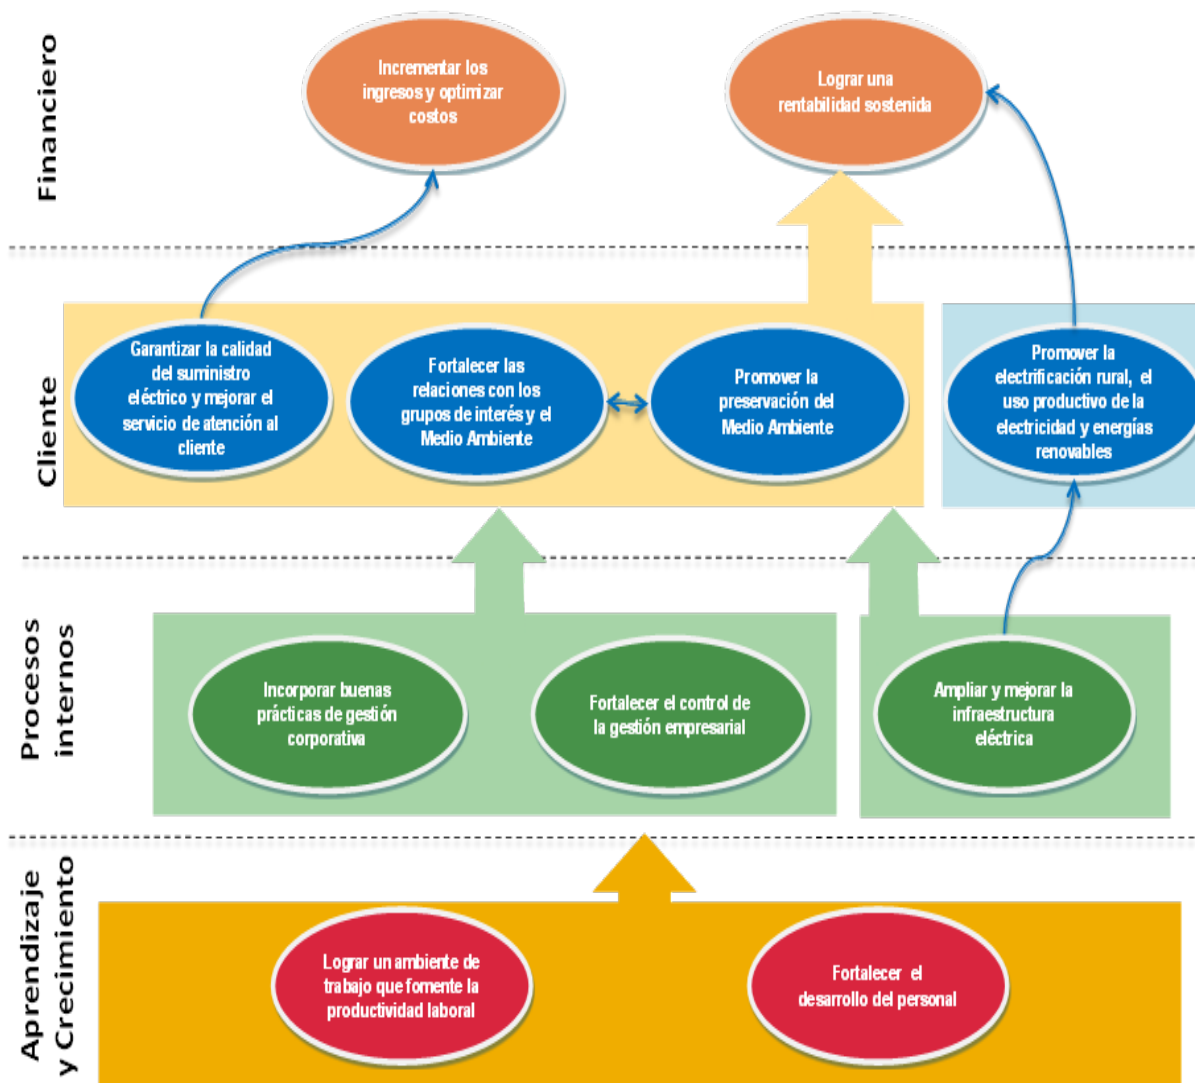 Financiero
Incrementar los
ingresos y optimizar
costos
Lograr una
rentabilidad sostenida
Cliente
Garantizar la calidad
del suministro
eléctrico y mejorar el
servicio de atención al
cliente
Fortalecer las
relaciones con los
grupos de interés y el
Medio Ambiente
Promover la
preservación del
Medio Ambiente
Promover la
electrificación rural, el
uso productivo de la
electricidad y energías
renovables
Procesos
internos
Incorporar buenas
prácticas de gestión
corporativa
Fortalecer el control de
la gestión empresarial
Ampliar y mejorar la
infraestructura
eléctrica
Aprendizaje
y Crecimiento
Lograr un ambiente de
trabajo que fomente la
productividad laboral
Fortalecer el
desarrollo del personal